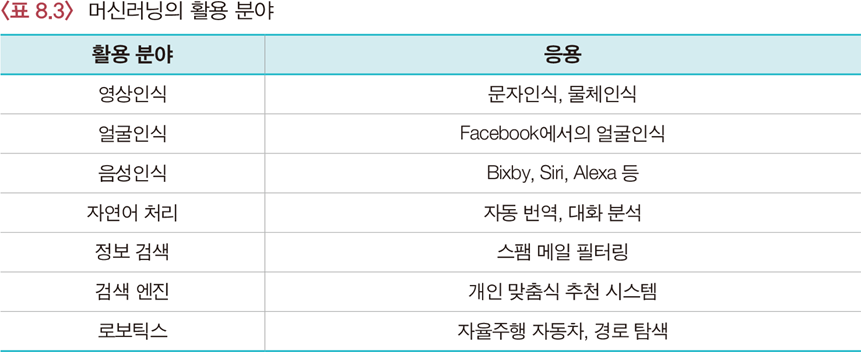 〈표 8.3〉 머신러닝의 활용 분야
활용 분야 응용
영상인식 문자인식, 물체인식
얼굴인식 Facebook에서의 얼굴인식
음성인식 Bixby, Siri, Alexa 등
자연어 처리 자동 번역, 대화 분석
정보 검색 스팸 메일 필터링
검색 엔진 개인 맞춤식 추천 시스템
로보틱스 자율주행 자동차, 경로 탐색